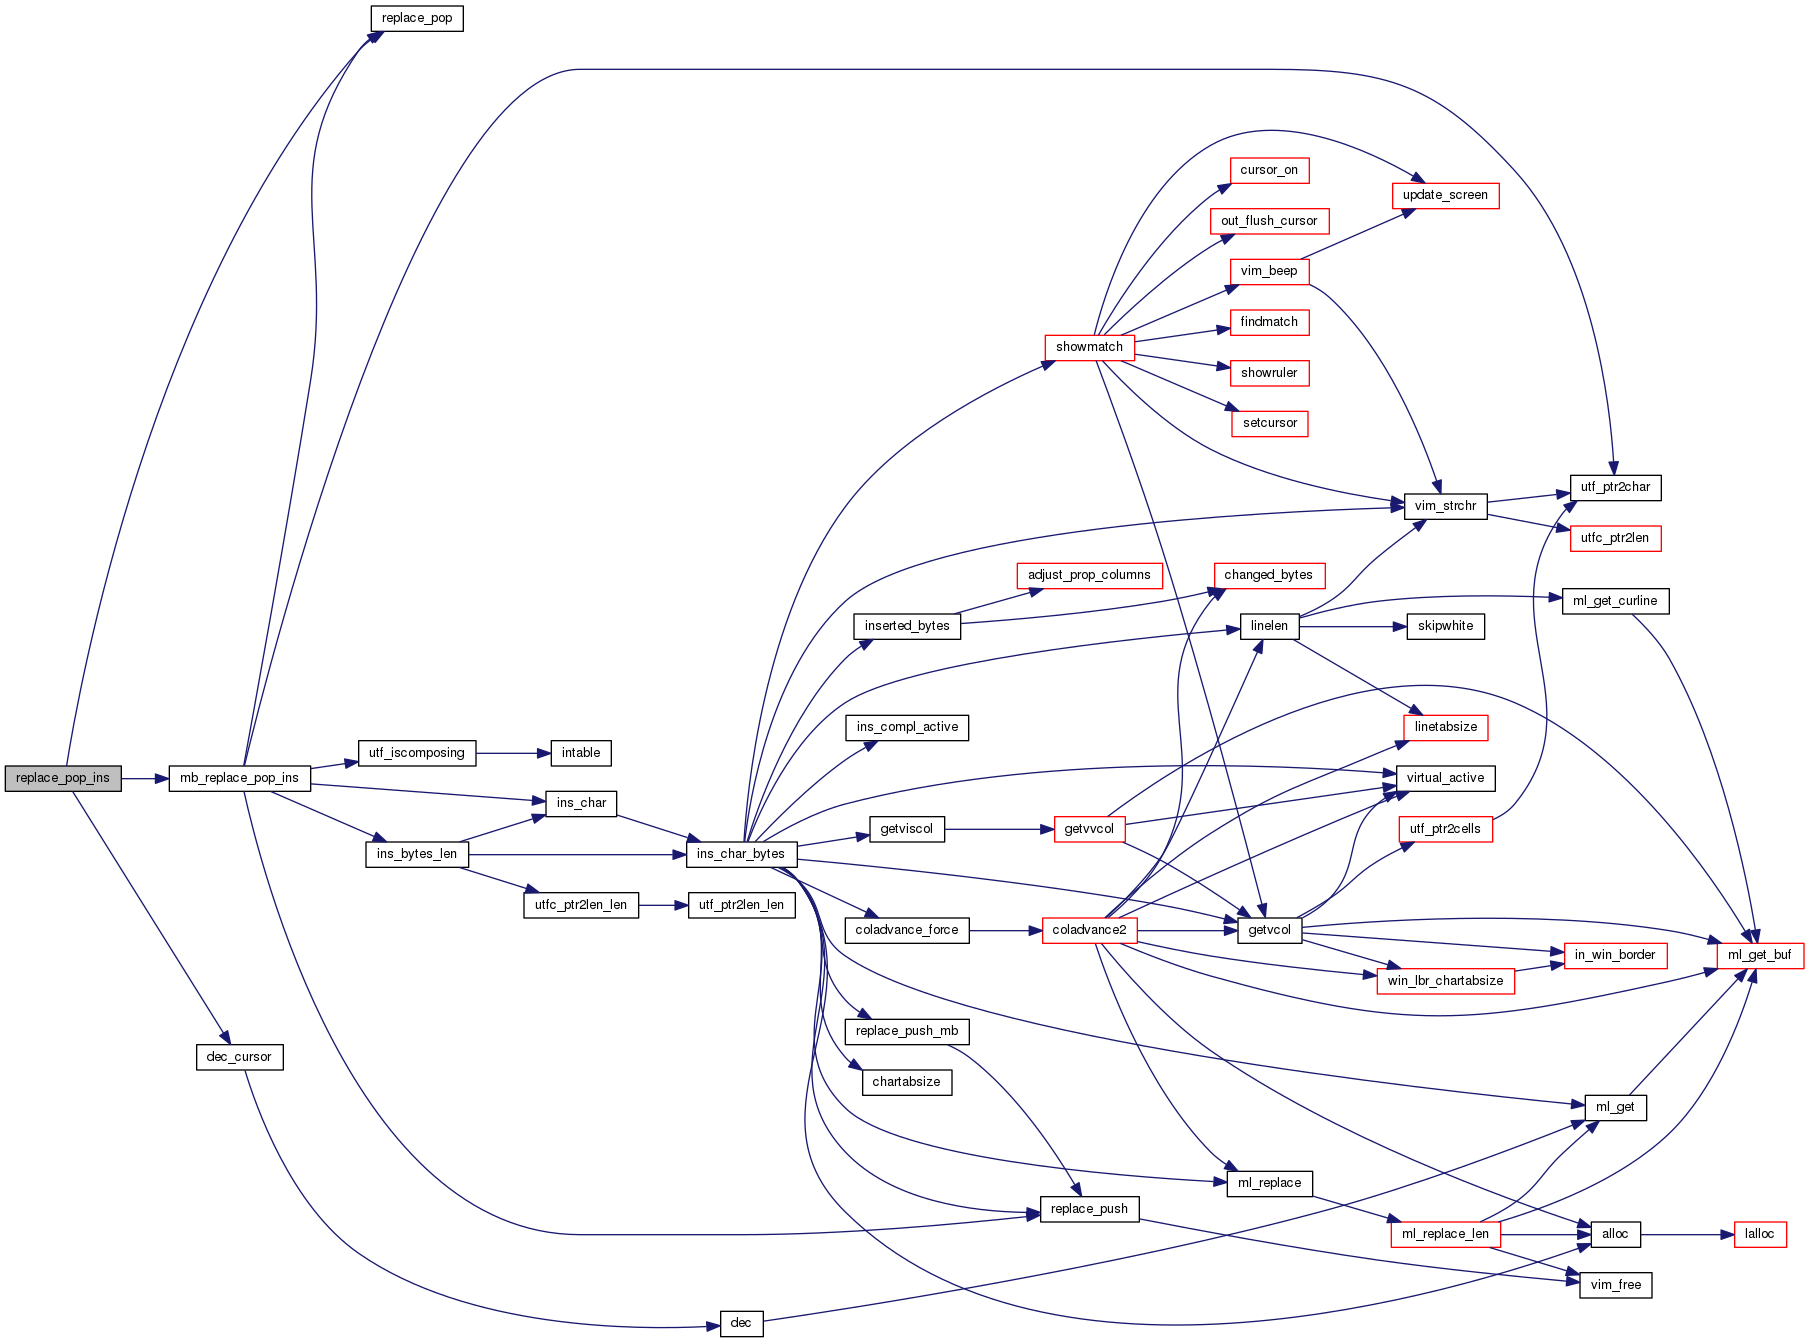 replace_pop
cursor_on
update_screen
out_flush_cursor
vim_beep
findmatch
showmatch
showruler
setcursor
utf_ptr2char
vim_strchr
utfc_ptr2len
adjust_prop_columns
changed_bytes
ml_get_curline
inserted_bytes
linelen
skipwhite
ins_compl_active
linetabsize
utf_iscomposing
intable
replace_pop_ins
mb_replace_pop_ins
virtual_active
ins_char
getviscol
getvvcol
utf_ptr2cells
ins_bytes_len
ins_char_bytes
utfc_ptr2len_len
utf_ptr2len_len
coladvance_force
coladvance2
getvcol
in_win_border
ml_get_buf
win_lbr_chartabsize
replace_push_mb
dec_cursor
chartabsize
ml_get
ml_replace
replace_push
ml_replace_len
alloc
lalloc
vim_free
dec